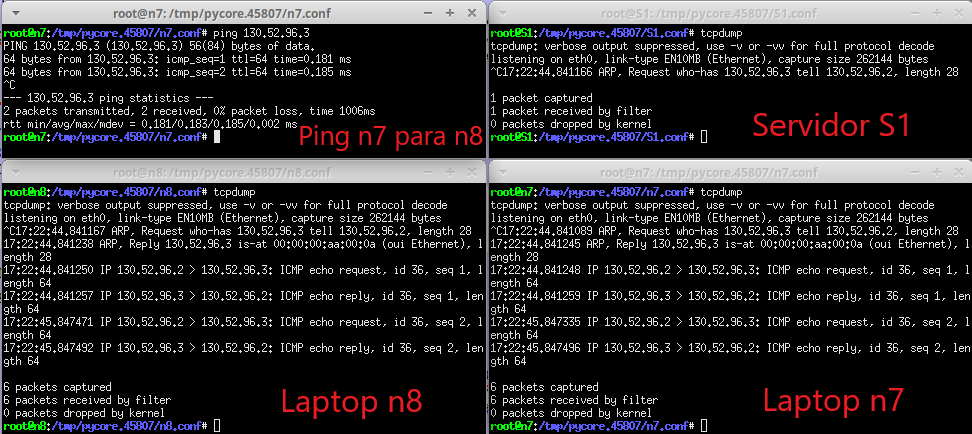 root@n7: /tmp/pycore.45807/n7.conf
root@n7:/tmp/pycore.45807/n7.conf# ping 130.52.96.3
PING 130.52.96.3 (130.52.96.3) 56(84) bytes of data.
64 bytes from 130.52.96.3: icmp_seq=1 ttl=64 time=0.181 ms
64 bytes from 130.52.96.3: icmp_seq=2 ttl=64 time=0.185 ms
^C
--- 130.52.96.3 ping statistics ---
2 packets transmitted, 2 received, 0% packet loss, time 1006ms
rtt min/avg/max/mdev = 0.181/0.183/0.185/0.002 ms
root@n7:/tmp/pycore.45807/n7.conf#
Ping n7 para n8
root@S1: /tmp/pycore.45807/S1.conf
root@S1:/tmp/pycore.45807/S1.conf# tcpdump
tcpdump: verbose output suppressed, use -v or -vv for full protocol decode
listening on eth0, link-type EN10MB (Ethernet), capture size 262144 bytes
^C17:22:44.841166 ARP, Request who-has 130.52.96.3 tell 130.52.96.2, length 28
1 packet captured
1 packet received by filter
0 packets dropped by kernel
root@S1:/tmp/pycore.45807/S1.conf#
Servidor S1
root@n8: /tmp/pycore.45807/n8.conf
root@n8:/tmp/pycore.45807/n8.conf# tcpdump
tcpdump: verbose output suppressed, use -v or -vv for full protocol decode
listening on eth0, link-type EN10MB (Ethernet), capture size 262144 bytes
^C17:22:44.841167 ARP, Request who-has 130.52.96.3 tell 130.52.96.2, length 28
17:22:44.841238 ARP, Reply 130.52.96.3 is-at 00:00:00:aa:00:0a (oui Ethernet), l
ength 28
17:22:44.841250 IP 130.52.96.2 > 130.52.96.3: ICMP echo request, id 36, seq 1, l
ength 64
17:22:44.841257 IP 130.52.96.3 > 130.52.96.2: ICMP echo reply, id 36, seq 1, len
gth 64
17:22:45.847471 IP 130.52.96.2 > 130.52.96.3: ICMP echo request, id 36, seq 2, l
ength 64
17:22:45.847492 IP 130.52.96.3 > 130.52.96.2: ICMP echo reply, id 36, seq 2, len
gth 64
6 packets captured
6 packets received by filter
0 packets dropped by kernel
root@n8:/tmp/pycore.45807/n8.conf#
Laptop n8
root@n7: /tmp/pycore.45807/n7.conf
root@n7:/tmp/pycore.45807/n7.conf# tcpdump
tcpdump: verbose output suppressed, use -v or -vv for full protocol decode
listening on eth0, link-type EN10MB (Ethernet), capture size 262144 bytes
^C17:22:44.841089 ARP, Request who-has 130.52.96.3 tell 130.52.96.2, length 28
17:22:44.841245 ARP, Reply 130.52.96.3 is-at 00:00:00:aa:00:0a (oui Ethernet), l
ength 28
17:22:44.841248 IP 130.52.96.2 > 130.52.96.3: ICMP echo request, id 36, seq 1, l
ength 64
17:22:44.841259 IP 130.52.96.3 > 130.52.96.2: ICMP echo reply, id 36, seq 1, len
gth 64
17:22:45.847335 IP 130.52.96.2 > 130.52.96.3: ICMP echo request, id 36, seq 2, l
ength 64
17:22:45.847496 IP 130.52.96.3 > 130.52.96.2: ICMP echo reply, id 36, seq 2, len
gth 64
6 packets captured
6 packets received by filter
0 packets dropped by kernel
root@n7:/tmp/pycore.45807/n7.conf#
Laptop n7